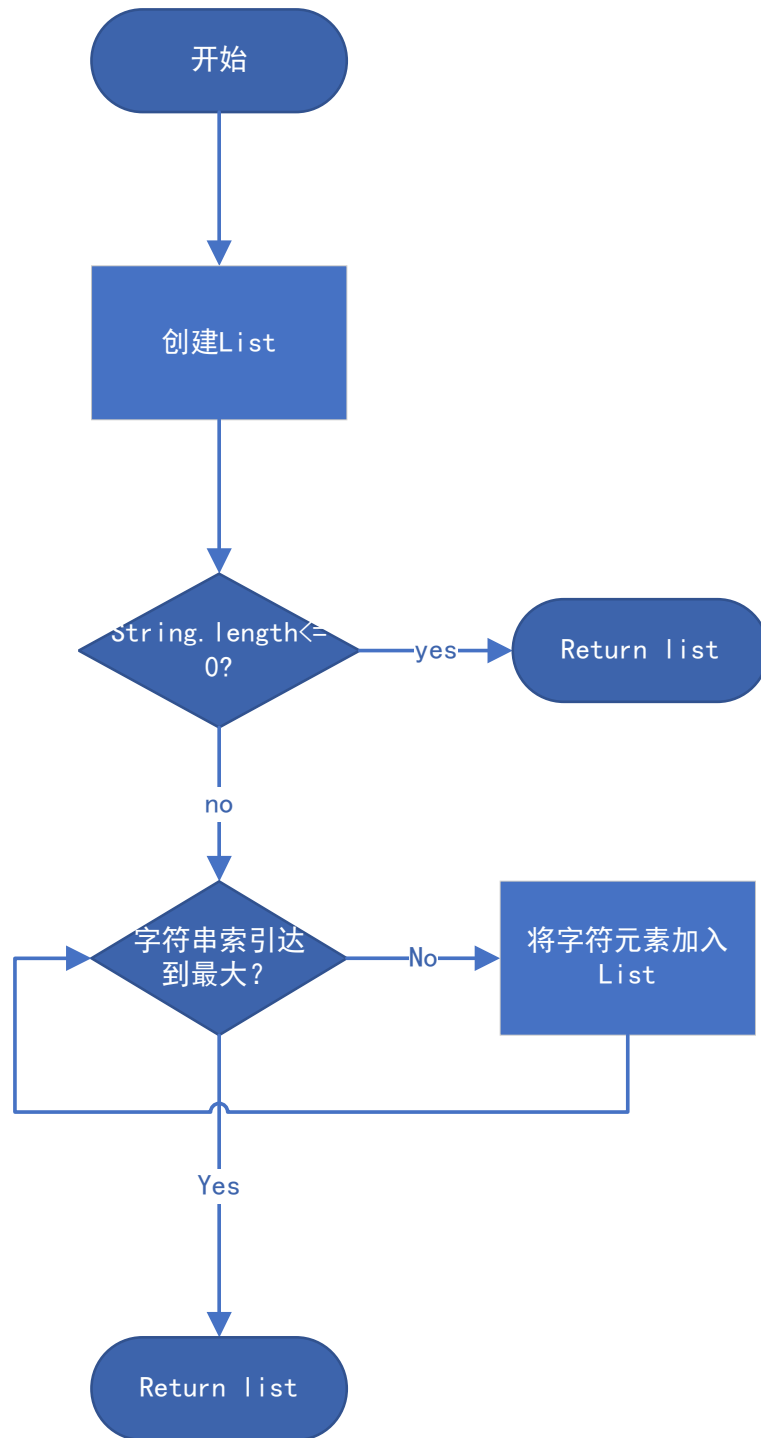 开始
创建List
String.length<=
0?
yes
Return list
no
字符串索引达
到最大？
No
将字符元素加入
List
Yes
Return list